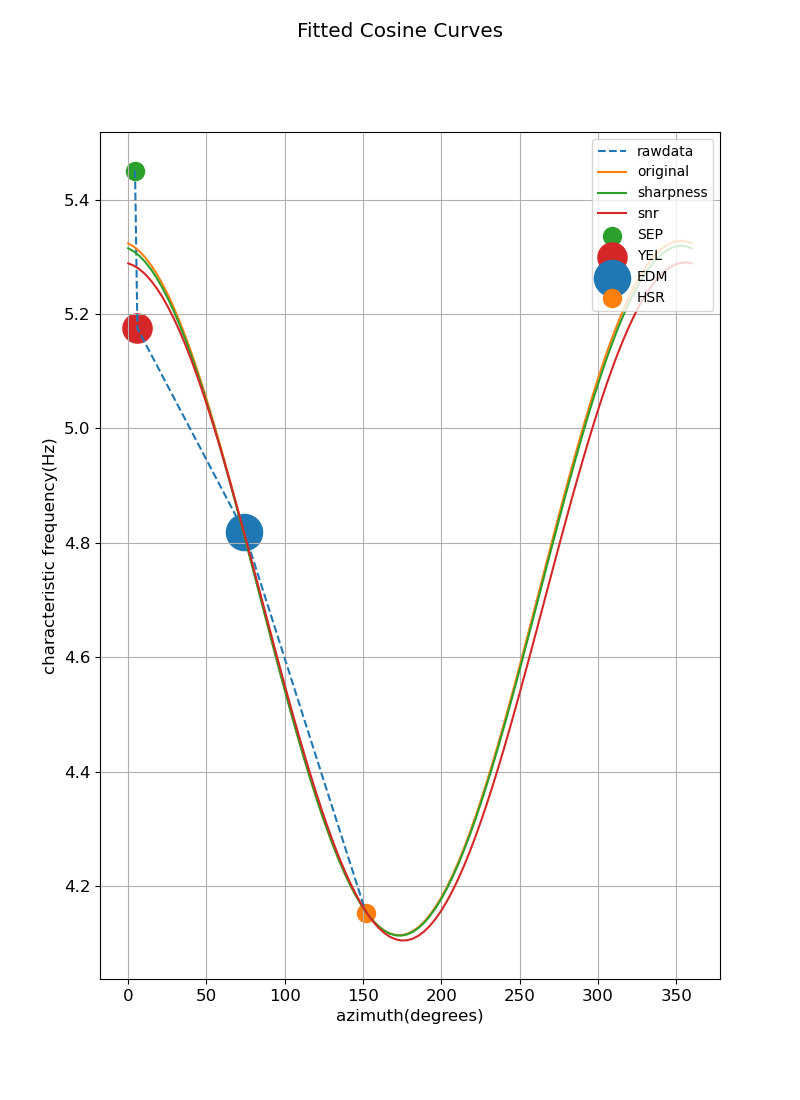 Fitted Cosine Curves
rawdata
original
sharpness
snr
SEP
YEL
EDM
HSR
characteristic frequency(Hz)
5.4
5.2
5.0
4.8
4.6
4.4
4.2
0 50 100 150 200 250 300 350
azimuth(degrees)